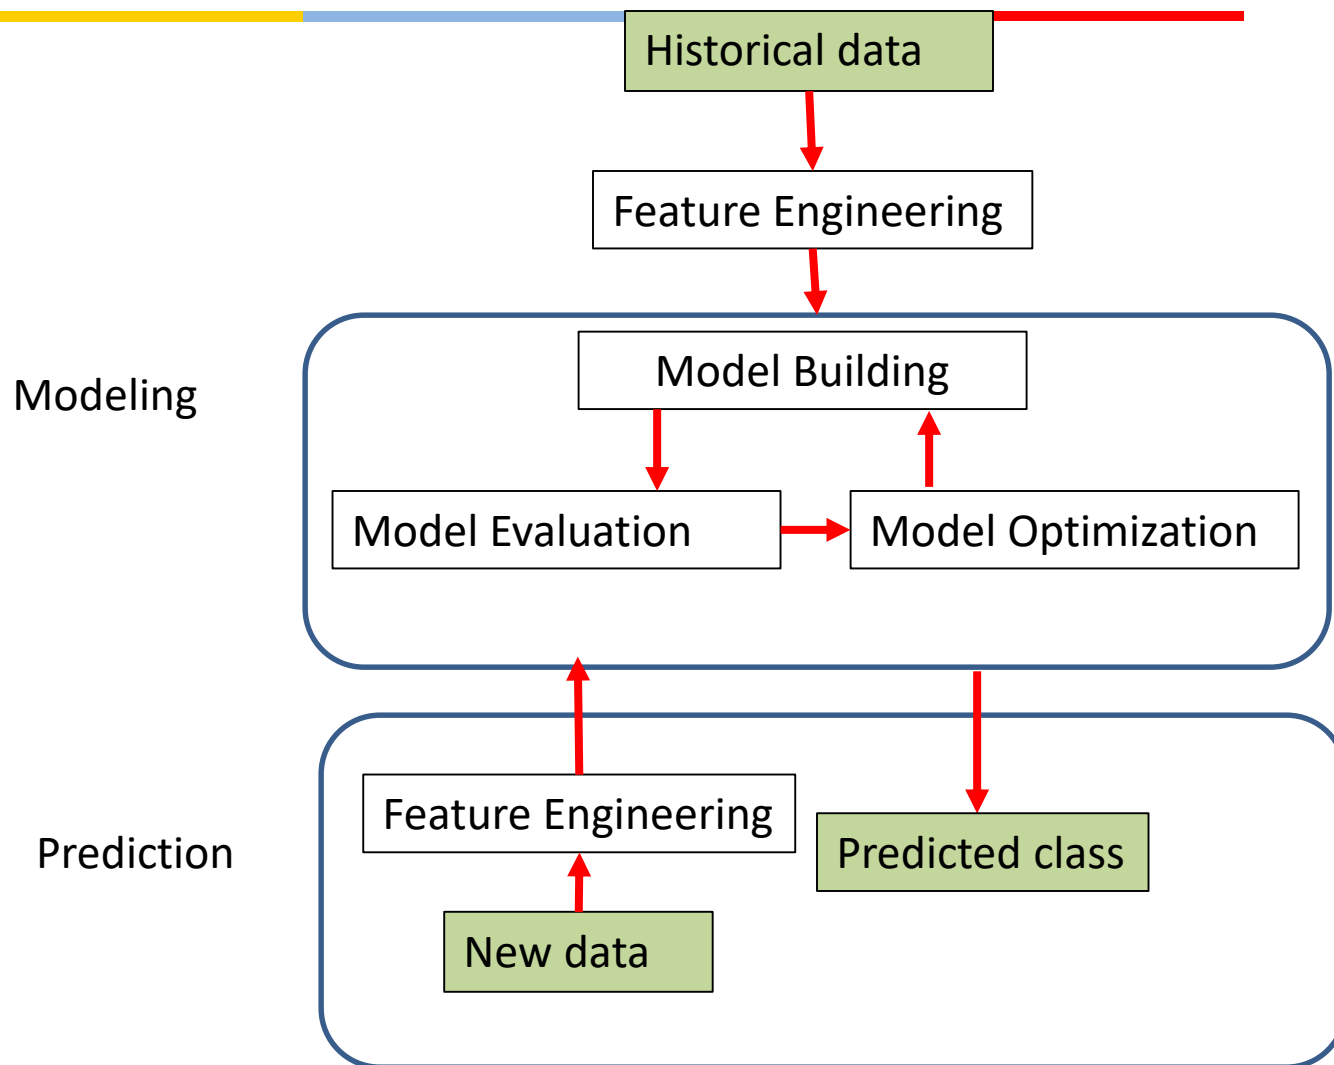 Historical data
Feature Engineering
Modeling
Model Building
Model Evaluation
Model Optimization
Prediction
Feature Engineering
Predicted class
New data